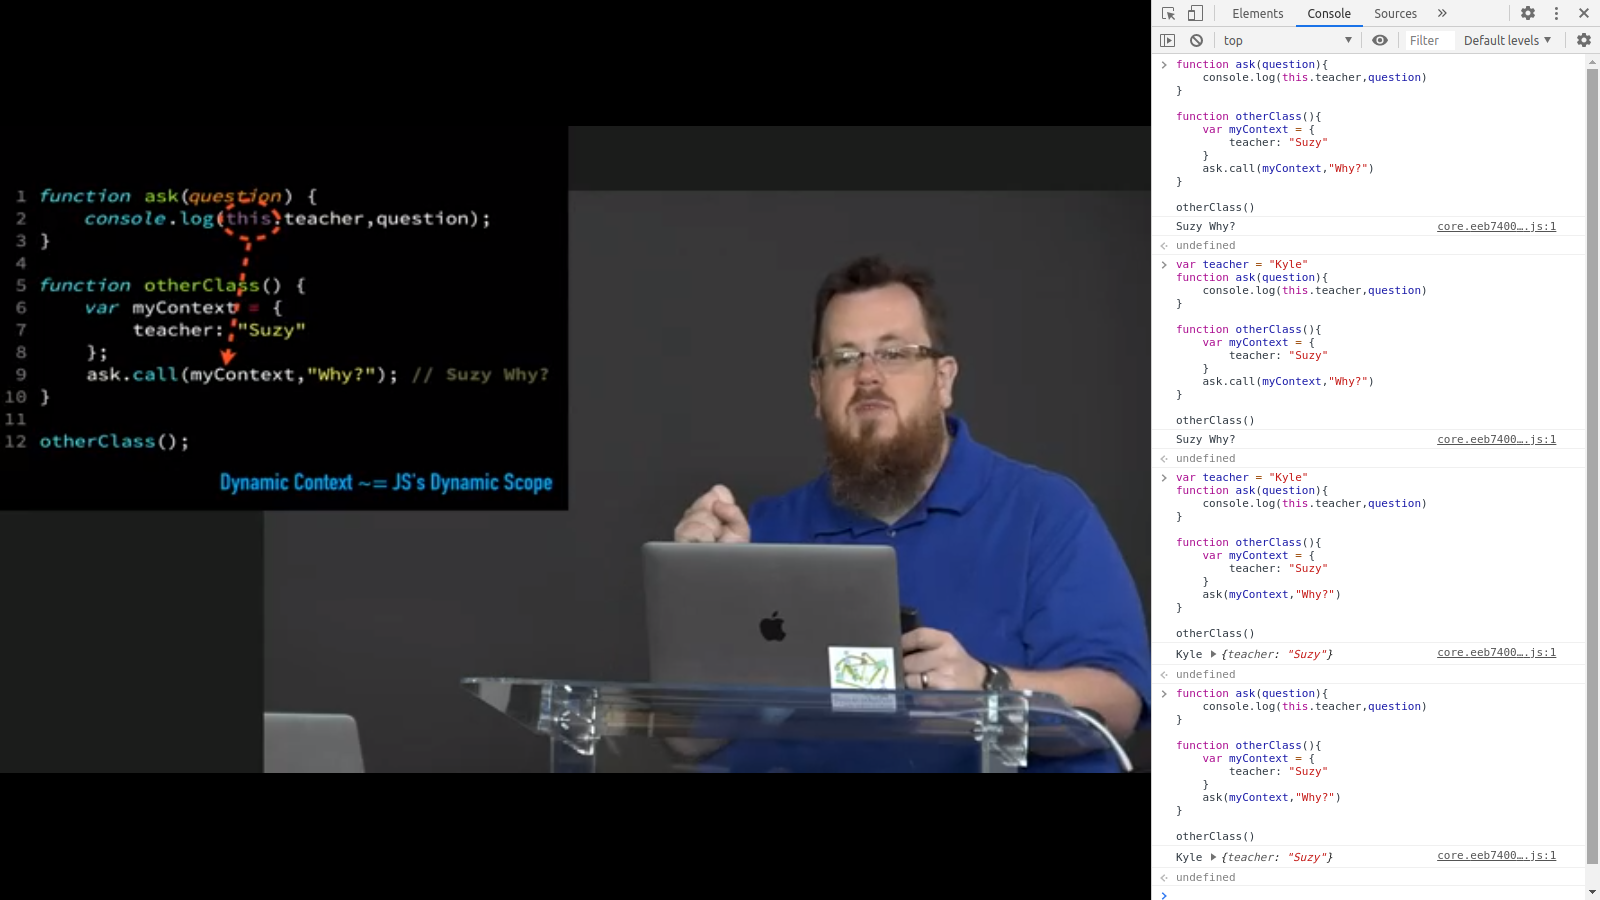 1 function ask(question) {
2 console.log(this.teacher,question);
3 }
4
5 function otherClass() {
6 var myContext = {
7 teacher: "Suzy"
8 };
9 ask.call(myContext,"Why?"); // Suzy Why?
10 }
11
12 otherClass();
Dynamic Context ~= JS's Dynamic Scope
Elements Console Sources »
top Filter Default levels
function ask(question){
console.log(this.teacher,question)
}
function otherClass(){
var myContext = {
teacher: "Suzy"
}
ask.call(myContext,"Why?")
}
otherClass()
Suzy Why? core.eeb7400….js:1
undefined
var teacher = "Kyle"
function ask(question){
console.log(this.teacher,question)
}
function otherClass(){
var myContext = {
teacher: "Suzy"
}
ask.call(myContext,"Why?")
}
otherClass()
Suzy Why? core.eeb7400….js:1
undefined
var teacher = "Kyle"
function ask(question){
console.log(this.teacher,question)
}
function otherClass(){
var myContext = {
teacher: "Suzy"
}
ask(myContext,"Why?")
}
otherClass()
Kyle {teacher: "Suzy"} core.eeb7400….js:1
undefined
function ask(question){
console.log(this.teacher,question)
}
function otherClass(){
var myContext = {
teacher: "Suzy"
}
ask(myContext,"Why?")
}
otherClass()
Kyle {teacher: "Suzy"} core.eeb7400….js:1
undefined